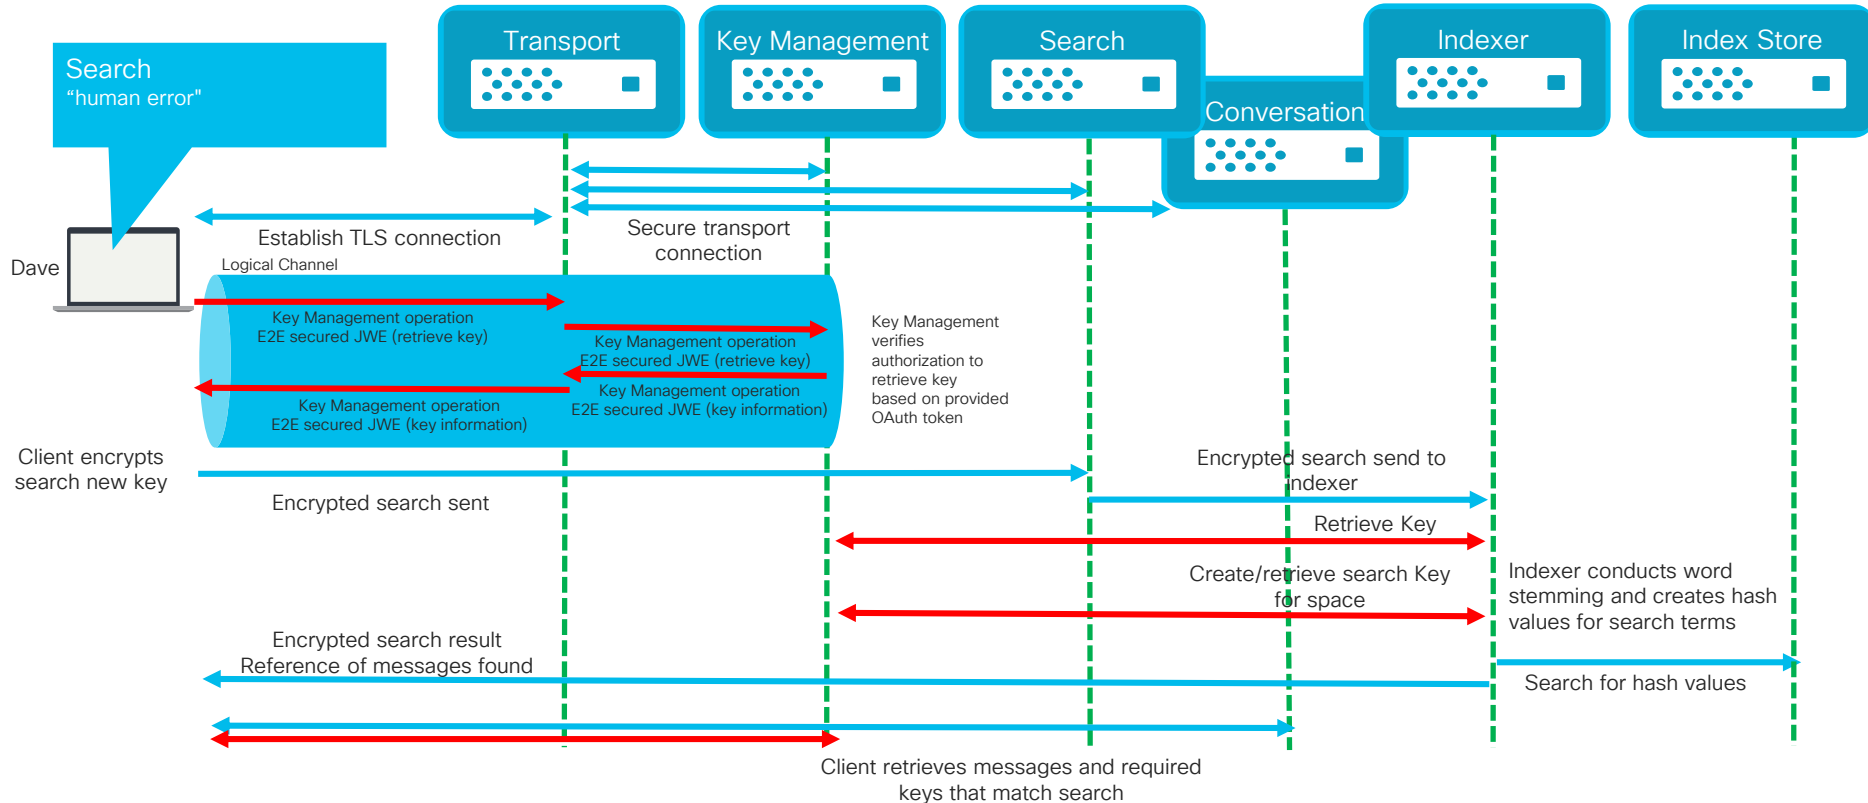 Transport
Key Management
Search
Indexer
Index Store
Conversation
Search
“human error"
Dave
Establish TLS connection
Secure transport
connection
Logical Channel
Key Management operation
E2E secured JWE (retrieve key)
Key Management operation
E2E secured JWE (retrieve key)
Key Management operation
E2E secured JWE (key information)
Key Management operation
E2E secured JWE (key information)
Key Management
verifies
authorization to
retrieve key
based on provided
OAuth token
Client encrypts
search new key
Encrypted search sent
Encrypted search send to
indexer
Retrieve Key
Create/retrieve search Key
for space
Indexer conducts word
stemming and creates hash
values for search terms
Encrypted search result
Reference of messages found
Search for hash values
Client retrieves messages and required
keys that match search